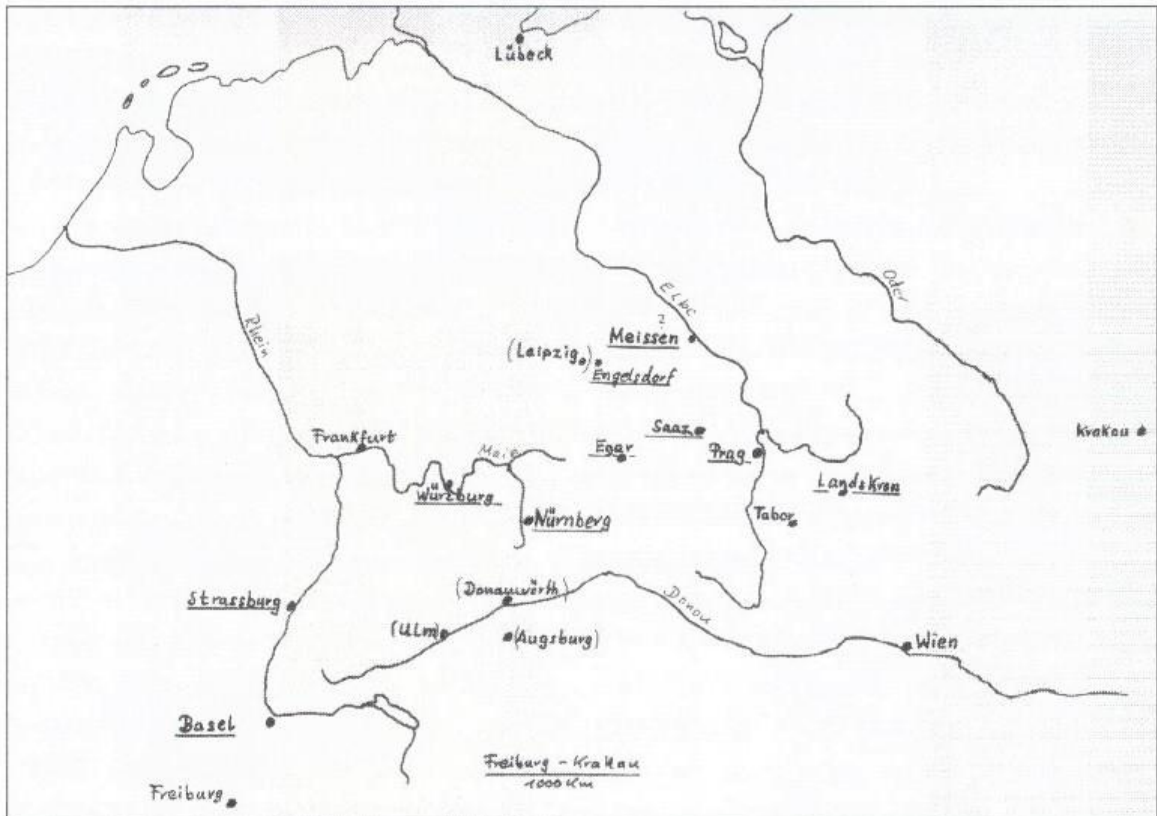 Lübeck
Rhein
Elbe
Oder
?
Meissen
(Leipzig)
Engelsdorf
Frankfurt
Main
Saaz
Egar
Prag
Krakau
Würzburg
Landskron
Nürnberg
Tabor
Strassburg
(Donauwörth)
Donau
(Ulm)
(Augsburg)
Wien
Basel
Freiburg - Krakau
1000 Km
Freiburg